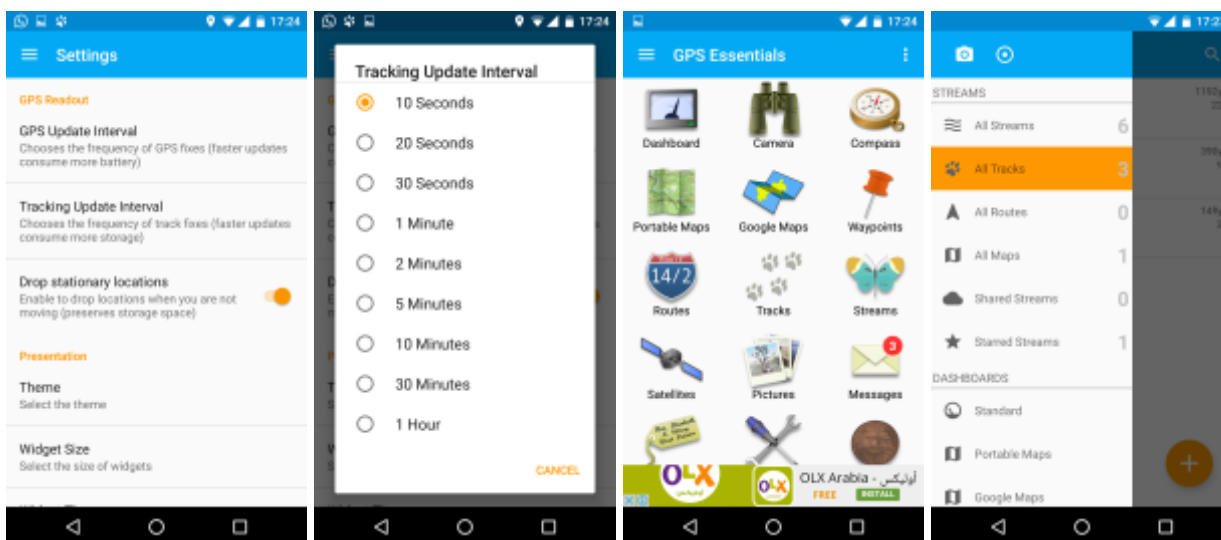 17:24
Settings
GPS Readout
GPS Update Interval
Chooses the frequency of GPS fixes (faster updates
consume more battery)
Tracking Update Interval
Chooses the frequency of track fixes (faster updates
consume more storage)
Drop stationary locations
Enable to drop locations when you are not
moving (preserves storage space)
Presentation
Theme
Select the theme
Widget Size
Select the size of widgets
17:24
Tracking Update Interval
10 Seconds
20 Seconds
30 Seconds
1 Minute
2 Minutes
5 Minutes
10 Minutes
30 Minutes
1 Hour
CANCEL
17:24
GPS Essentials
Dashboard Camera Compass
Portable Maps Google Maps Waypoints
14/2
Routes Tracks Streams
3
Satellites Pictures Messages
OLX
أوليكس
OLX
OLX Arabia - أوليكس
FREE INSTALL
STREAMS
All Streams 6
All Tracks 3
All Routes 0
All Maps 1
Shared Streams 0
Starred Streams 1
DASHBOARDS
Standard
Portable Maps
Google Maps